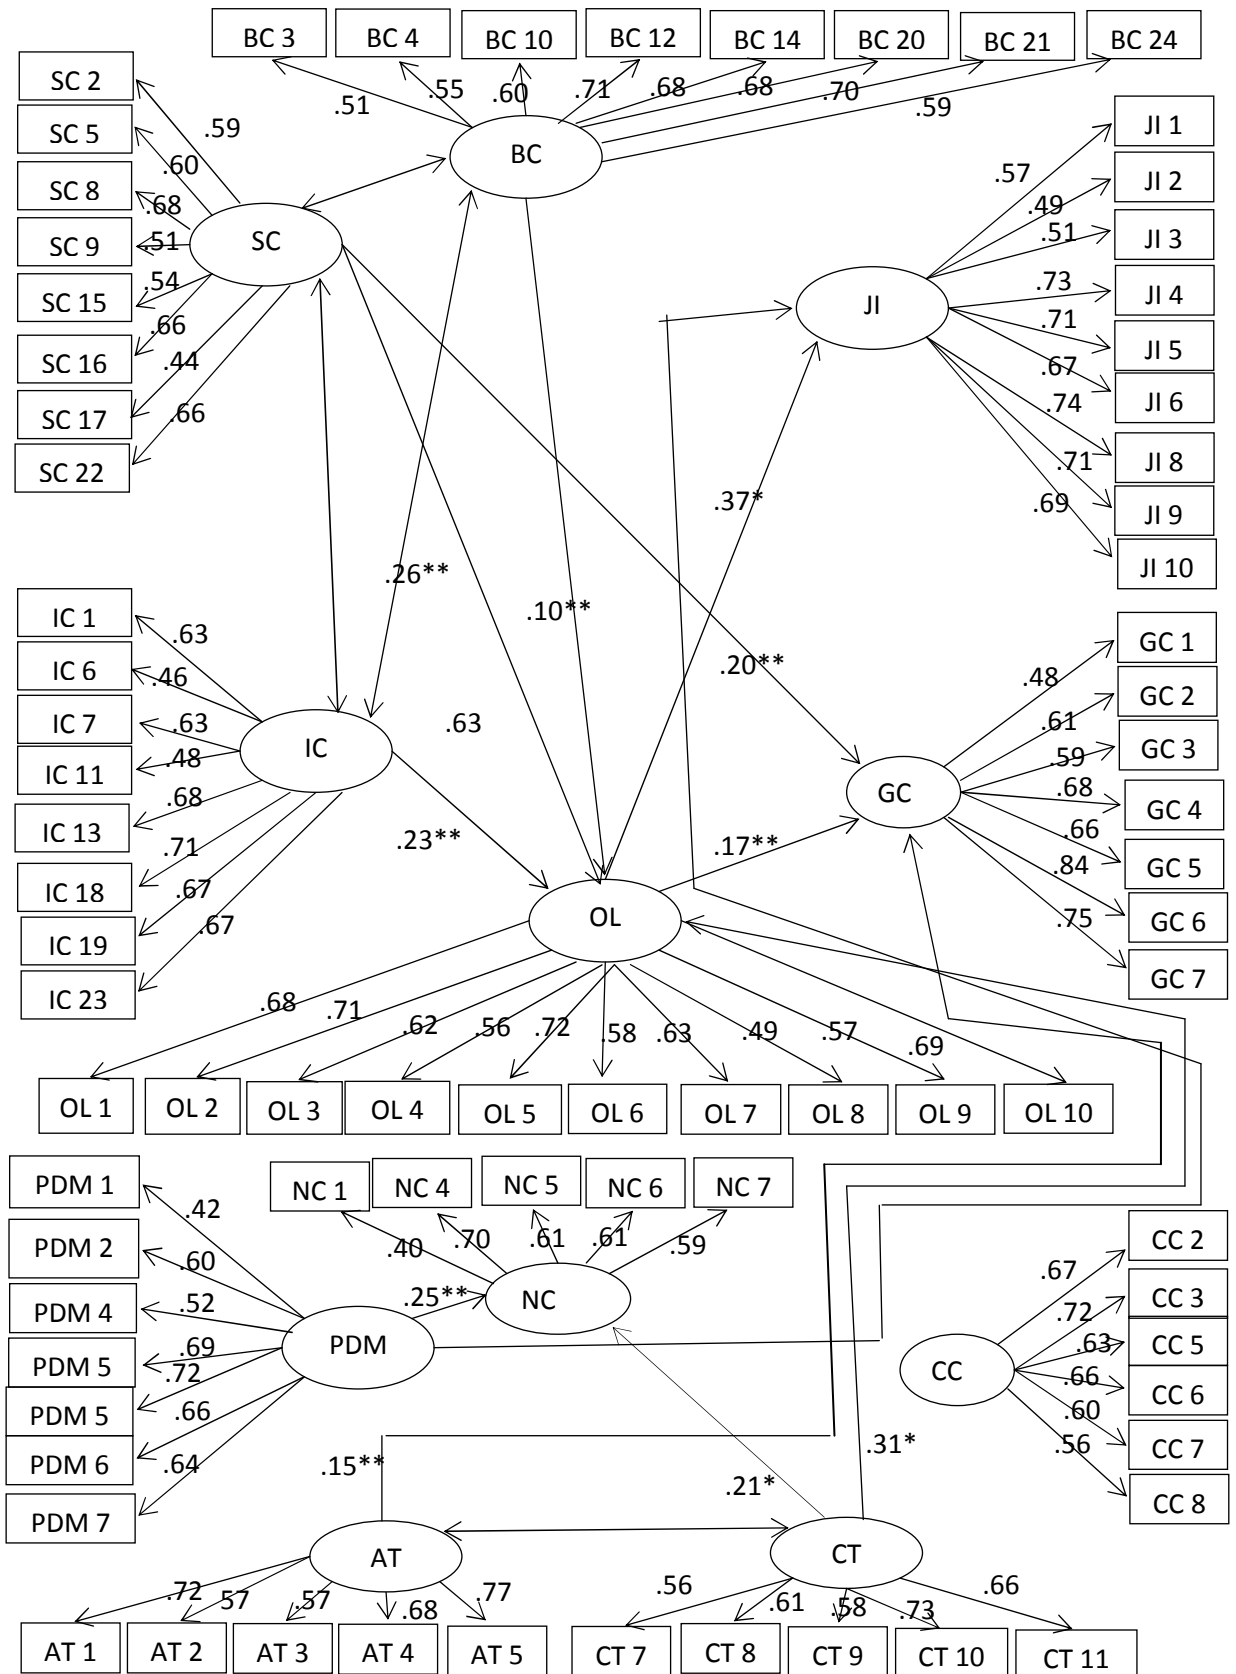 BC 3
BC 4
BC 10
BC 12
BC 14
BC 20
BC 21
BC 24
.51
.55
.60
.71
.68
.68
.70
.59
BC
SC 2
SC 5
SC 8
SC 9
SC 15
SC 16
SC 17
SC 22
.59
.60
.68
.51
.54
.66
.44
.66
SC
JI 1
JI 2
JI 3
JI 4
JI 5
JI 6
JI 8
JI 9
JI 10
.57
.49
.51
.73
.71
.67
.74
.71
.69
JI
.37*
.26**
.10**
.20**
.63
.23**
.17**
IC 1
IC 6
IC 7
IC 11
IC 13
IC 18
IC 19
IC 23
.63
.46
.63
.48
.68
.71
.67
.67
IC
GC 1
GC 2
GC 3
GC 4
GC 5
GC 6
GC 7
.48
.61
.59
.68
.66
.84
.75
GC
OL
.68
.71
.62
.56
.72
.58
.63
.49
.57
.69
OL 1
OL 2
OL 3
OL 4
OL 5
OL 6
OL 7
OL 8
OL 9
OL 10
PDM 1
PDM 2
PDM 4
PDM 5
PDM 5
PDM 6
PDM 7
.42
.60
.52
.69
.72
.66
.64
PDM
NC 1
NC 4
NC 5
NC 6
NC 7
.40
.70
.61
.61
.59
.25**
NC
CC 2
CC 3
CC 5
CC 6
CC 7
CC 8
.67
.72
.63
.66
.60
.56
CC
.15**
.21*
.31*
AT
.72
.57
.57
.68
.77
AT 1
AT 2
AT 3
AT 4
AT 5
CT
.56
.61
.58
.73
.66
CT 7
CT 8
CT 9
CT 10
CT 11